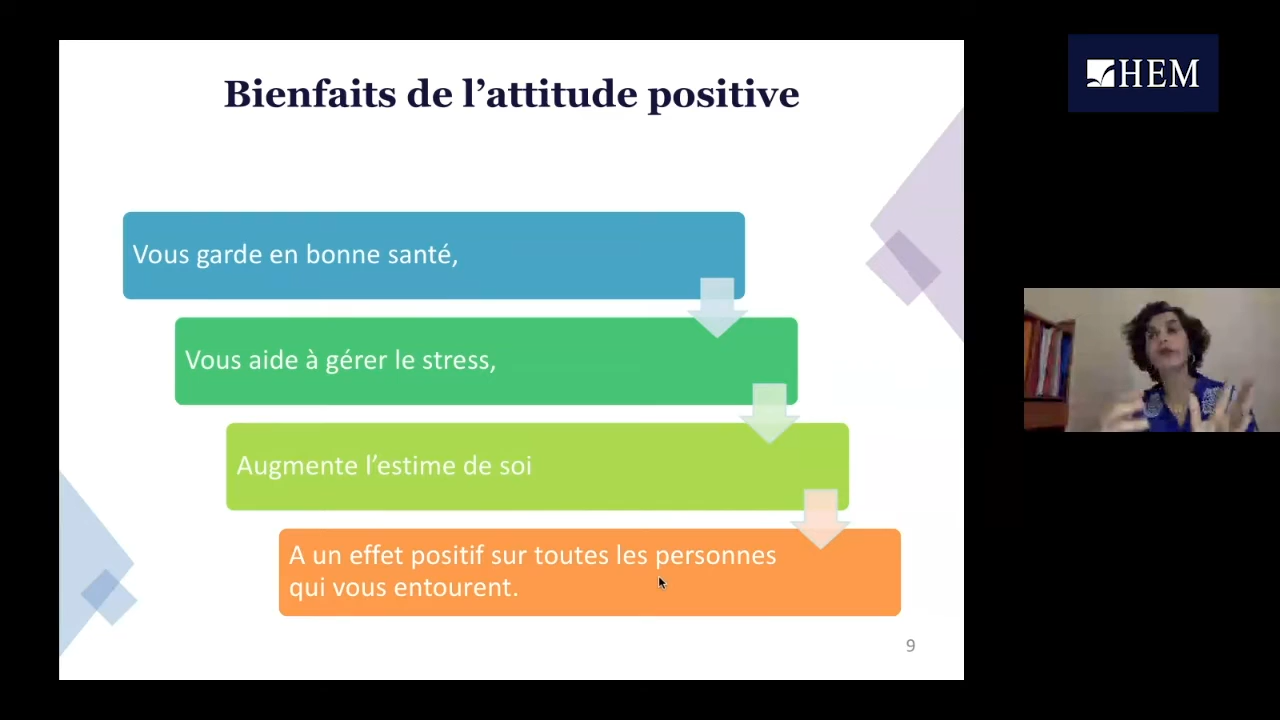 Bienfaits de l’attitude positive
HEM
Vous garde en bonne santé,
Vous aide à gérer le stress,
Augmente l’estime de soi
A un effet positif sur toutes les personnes
qui vous entourent.
9